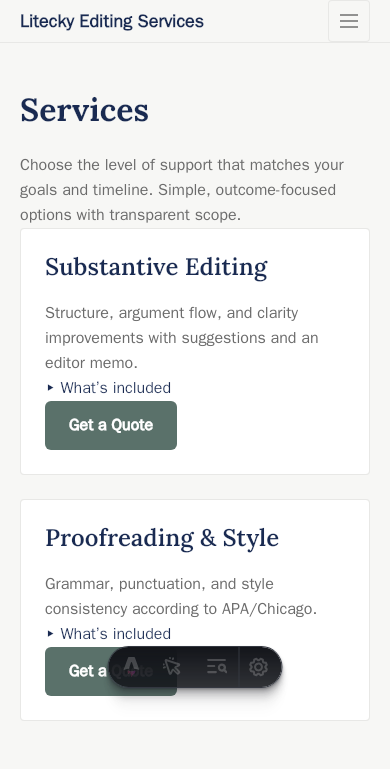 Litecky Editing Services
Services
Choose the level of support that matches your
goals and timeline. Simple, outcome-focused
options with transparent scope.
Substantive Editing
Structure, argument flow, and clarity
improvements with suggestions and an
editor memo.
What's included
Get a Quote
Proofreading & Style
Grammar, punctuation, and style
consistency according to APA/Chicago.
What's included
Get a Quote